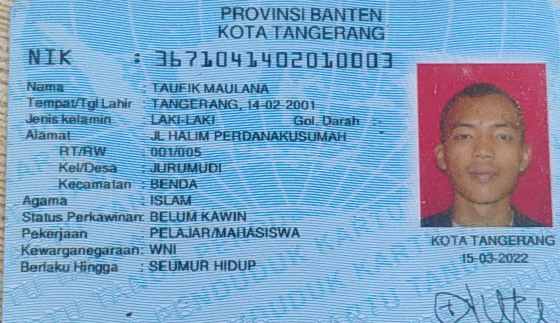 PROVINSI BANTEN
KOTA TANGERANG
NIK : 3671041402010003
Nama : TAUFIK MAULANA
Tempat/Tgl Lahir : TANGERANG, 14-02-2001
Jenis kelamin : LAKI-LAKI Gol. Darah : -
Alamat : JL HALIM PERDANAKUSUMAH
RT/RW : 001/005
Kel/Desa : JURUMUDI
Kecamatan : BENDA
Agama : ISLAM
Status Perkawinan: BELUM KAWIN
Pekerjaan : PELAJAR/MAHASISWA
Kewarganegaraan: WNI
Berlaku Hingga : SEUMUR HIDUP
KOTA TANGERANG
15-03-2022